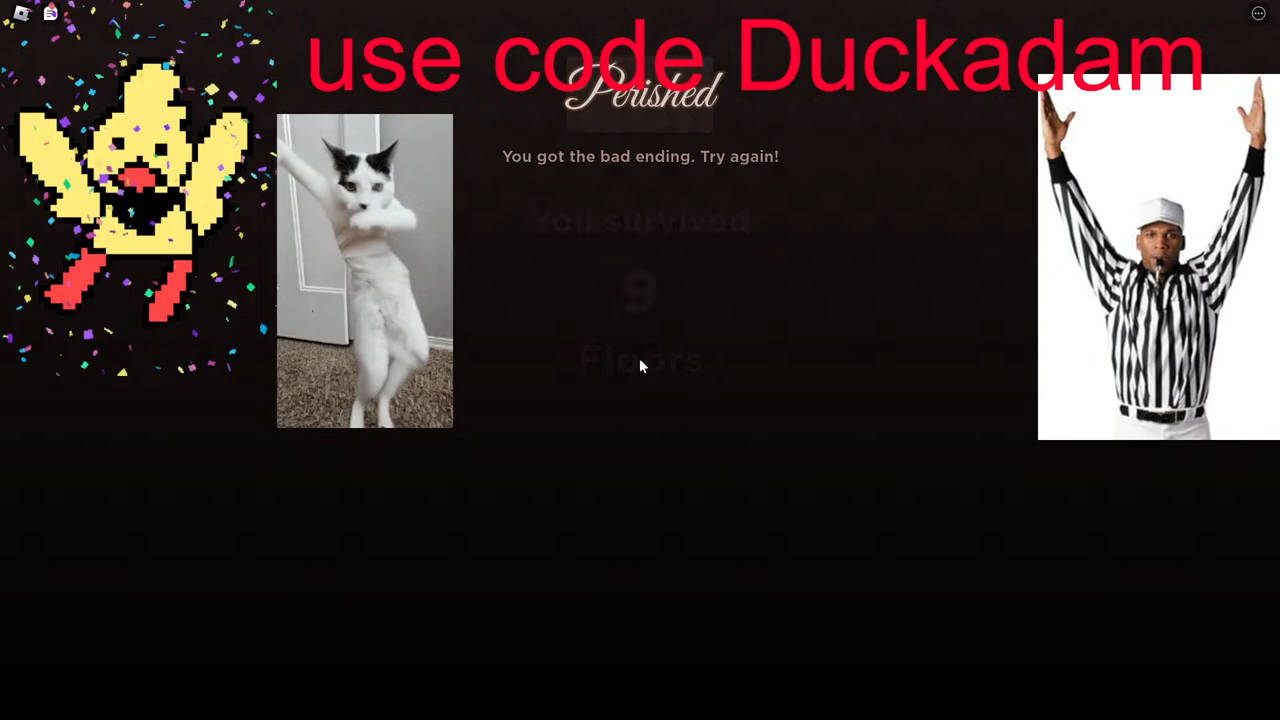 use code Duckadam
Perished
You got the bad ending. Try again!
You survived
9
Floors